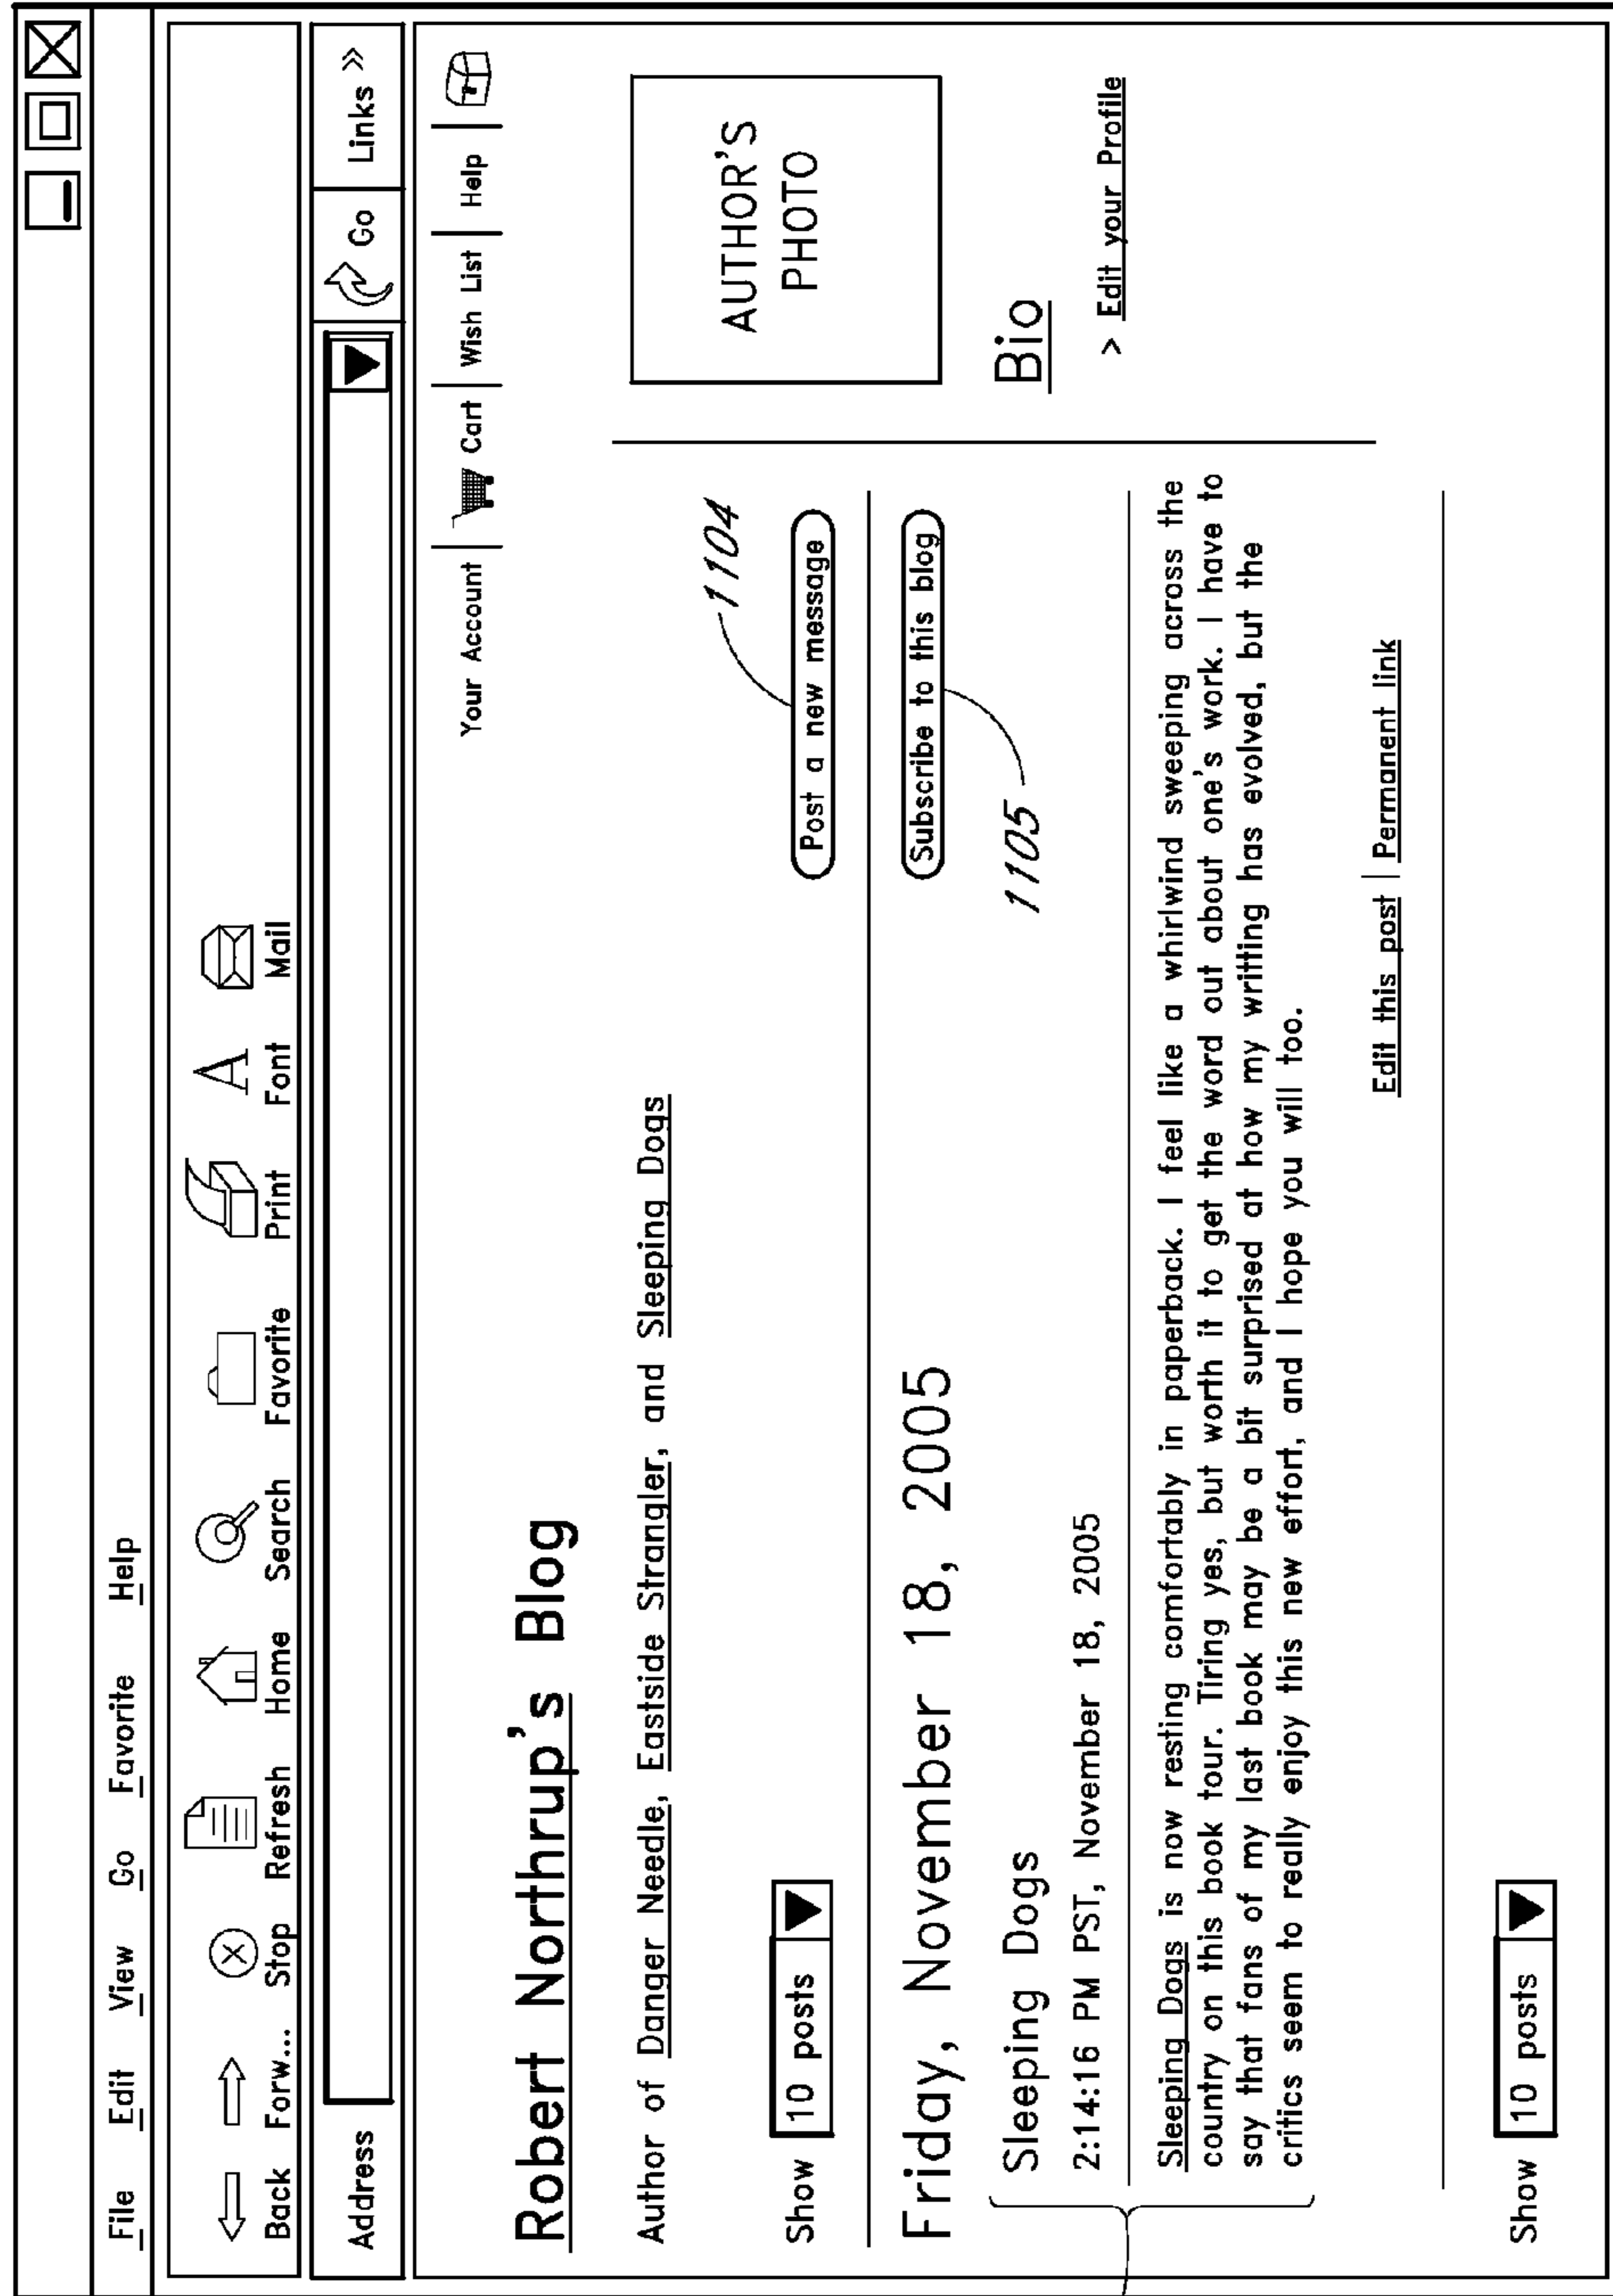 File Edit View Go Favorite Help
Back Forw... Stop Refresh Home Search Favorite Print Font Mail
Address Go Links »
Your Account Cart Wish List Help
Robert Northrup's Blog
Author of Danger Needle, Eastside Strangler, and Sleeping Dogs
AUTHOR'S
PHOTO
1104
Show 10 posts Post a new message
Friday, November 18, 2005 Subscribe to this blog
Bio
Sleeping Dogs
1105
2:14:16 PM PST, November 18, 2005
> Edit your Profile
Sleeping Dogs is now resting comfortably in paperback. I feel like a whirlwind sweeping across the
country on this book tour. Tiring yes, but worth it to get the word out about one's work. I have to
say that fans of my last book may be a bit surprised at how my writting has evolved, but the
critics seem to really enjoy this new effort, and I hope you will too.
Edit this post | Permanent link
Show 10 posts